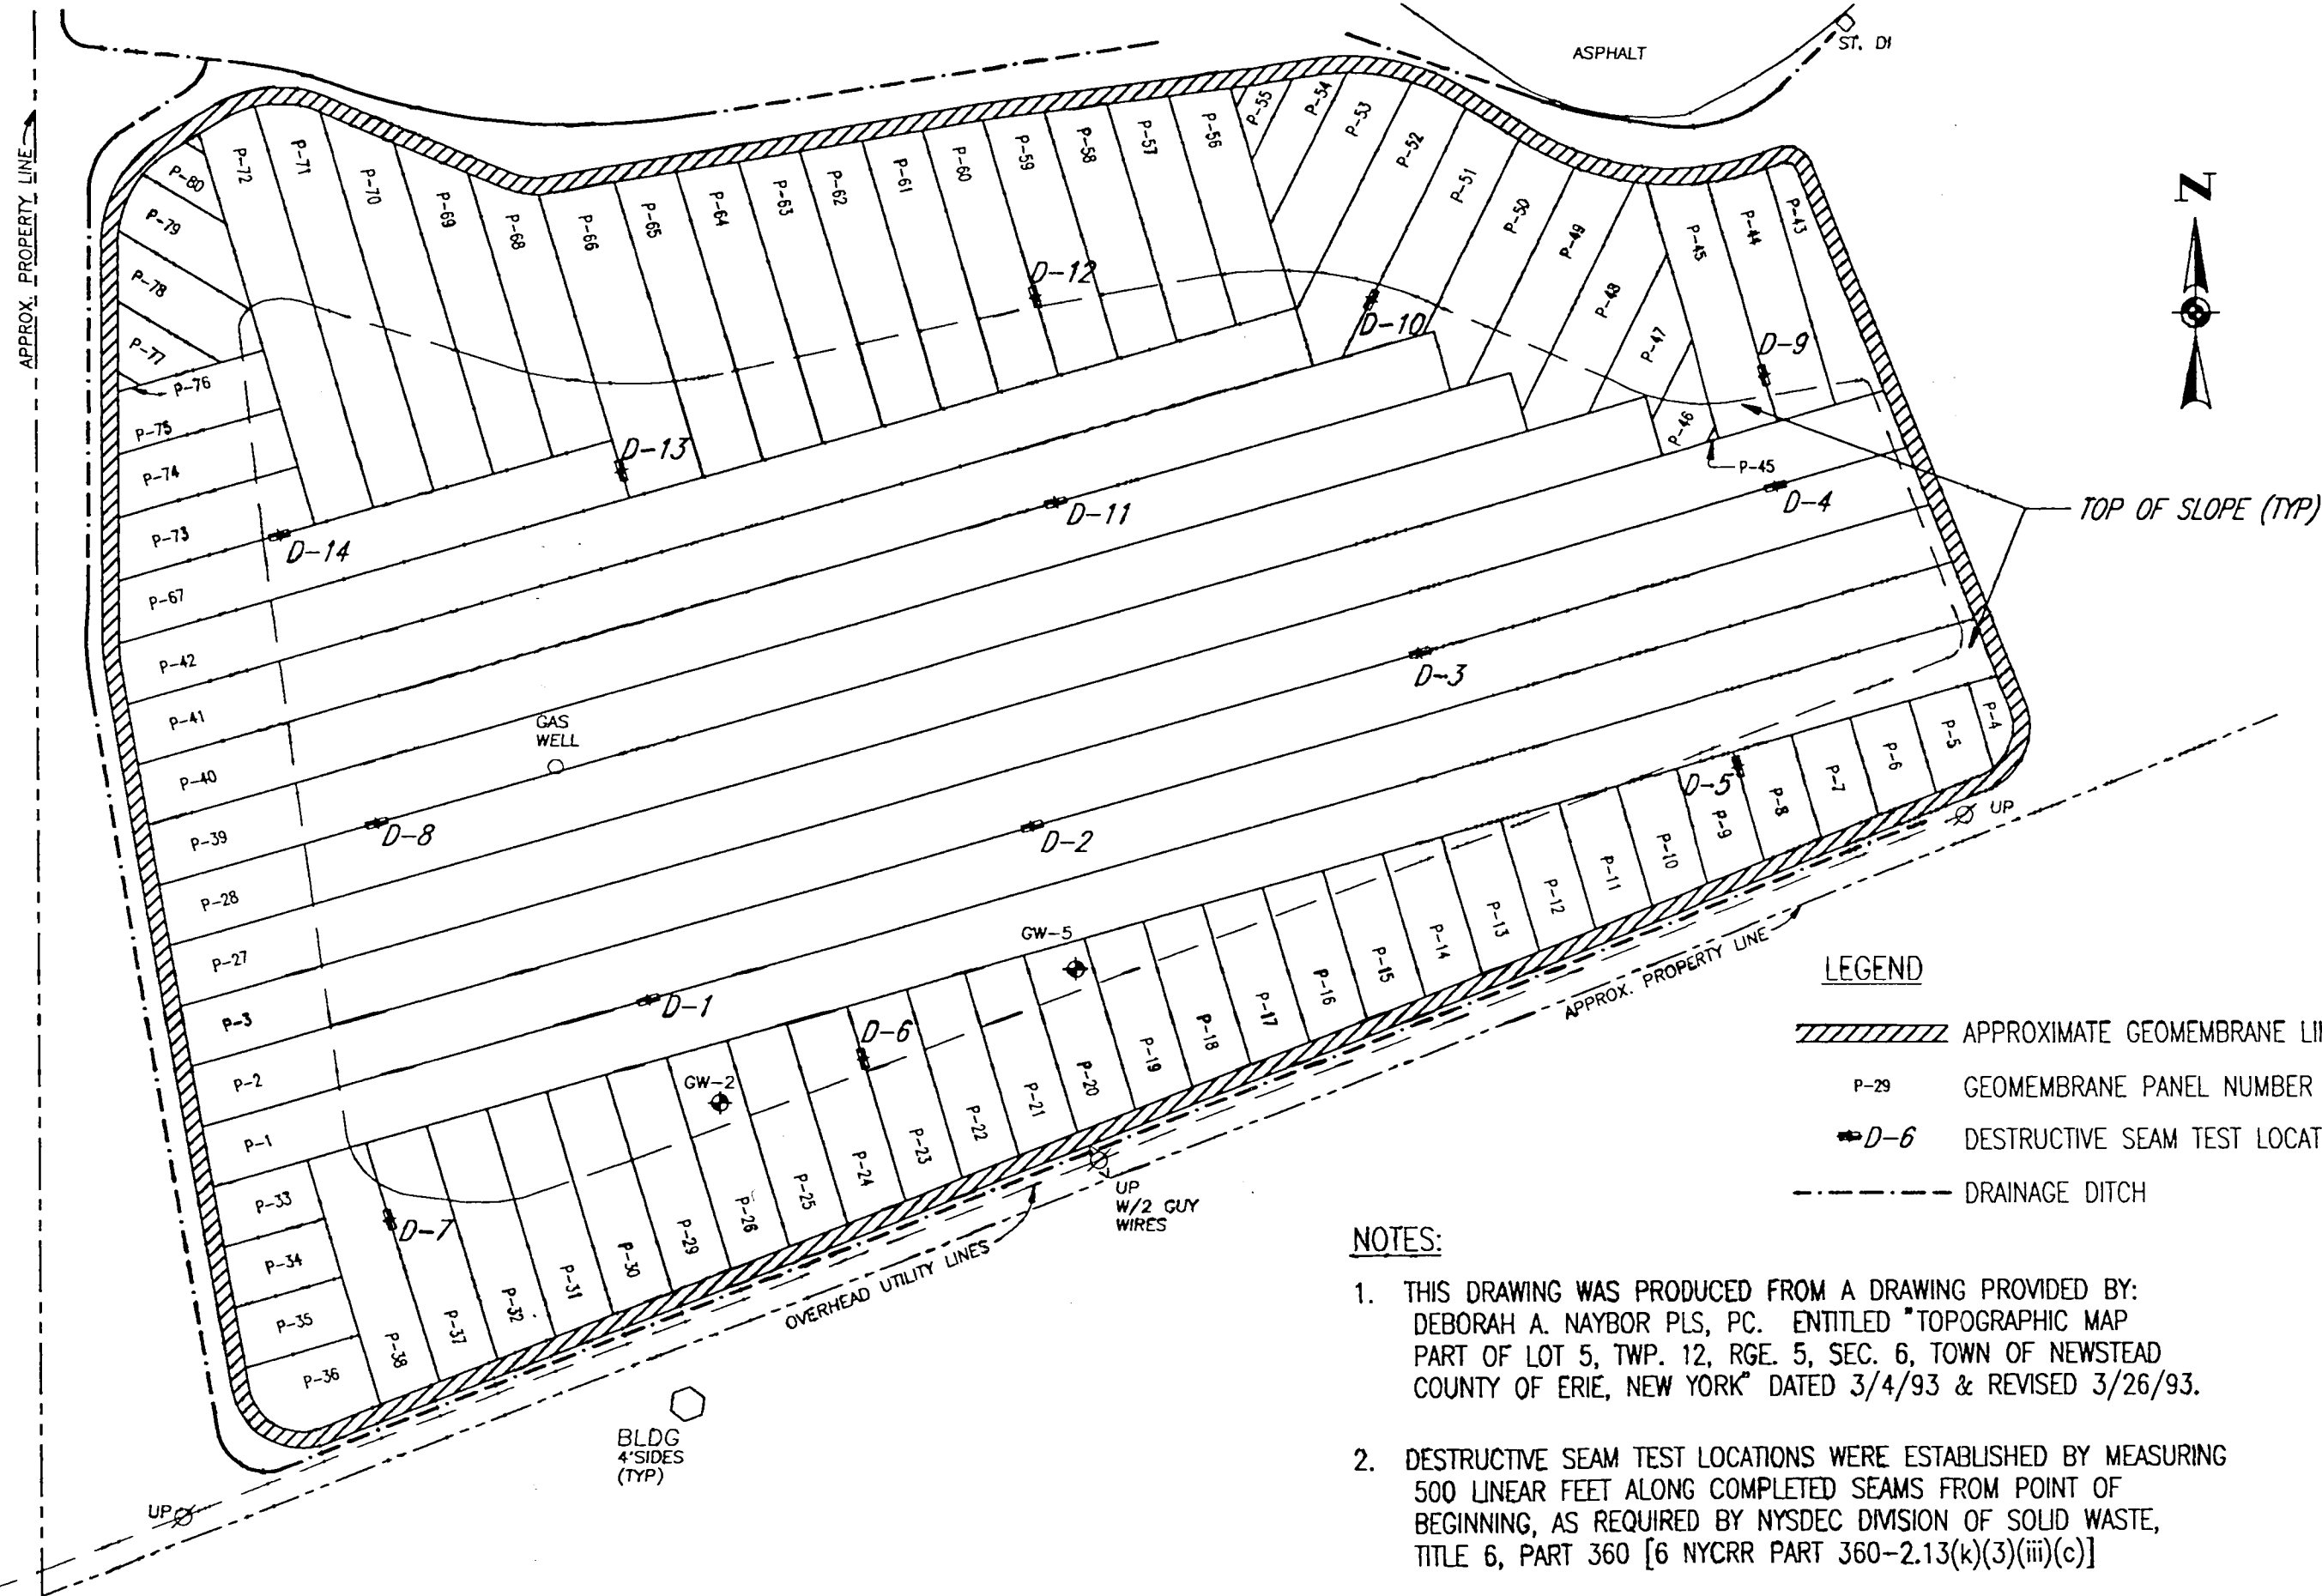 ASPHALT
ST. DI
APPROX. PROPERTY LINE
N
P-80
P-79
P-78
P-77
P-76
P-75
P-74
P-73
P-67
P-42
P-41
P-40
P-39
P-28
P-27
P-3
P-2
P-1
P-33
P-34
P-35
P-36
P-72
P-71
P-70
P-69
P-68
P-66
P-65
P-64
P-63
P-62
P-61
P-60
P-59
P-58
P-57
P-56
P-55
P-54
P-53
P-52
P-51
P-50
P-49
P-48
P-47
P-46
P-45
P-45
P-44
P-43
D-12
D-10
D-9
D-13
D-14
D-11
D-4
D-3
D-8
D-2
D-5
D-1
D-6
D-7
TOP OF SLOPE (TYP)
GAS
WELL
GW-5
GW-2
P-38
P-37
P-32
P-31
P-30
P-29
P-26
P-25
P-24
P-23
P-22
P-21
P-20
P-19
P-18
P-17
P-16
P-15
P-14
P-13
P-12
P-11
P-10
P-9
P-8
P-7
P-6
P-5
P-4
UP
APPROX. PROPERTY LINE
UP
W/2 GUY
WIRES
OVERHEAD UTILITY LINES
BLDG
4'SIDES
(TYP)
UP
LEGEND
APPROXIMATE GEOMEMBRANE LI
P-29 GEOMEMBRANE PANEL NUMBER
D-6 DESTRUCTIVE SEAM TEST LOCAT
DRAINAGE DITCH
NOTES:
1. THIS DRAWING WAS PRODUCED FROM A DRAWING PROVIDED BY:
DEBORAH A. NAYBOR PLS, PC. ENTITLED "TOPOGRAPHIC MAP
PART OF LOT 5, TWP. 12, RGE. 5, SEC. 6, TOWN OF NEWSTEAD
COUNTY OF ERIE, NEW YORK" DATED 3/4/93 & REVISED 3/26/93.
2. DESTRUCTIVE SEAM TEST LOCATIONS WERE ESTABLISHED BY MEASURING
500 LINEAR FEET ALONG COMPLETED SEAMS FROM POINT OF
BEGINNING, AS REQUIRED BY NYSDEC DIVISION OF SOLID WASTE,
TITLE 6, PART 360 [6 NYCRR PART 360-2.13(k)(3)(iii)(c)]